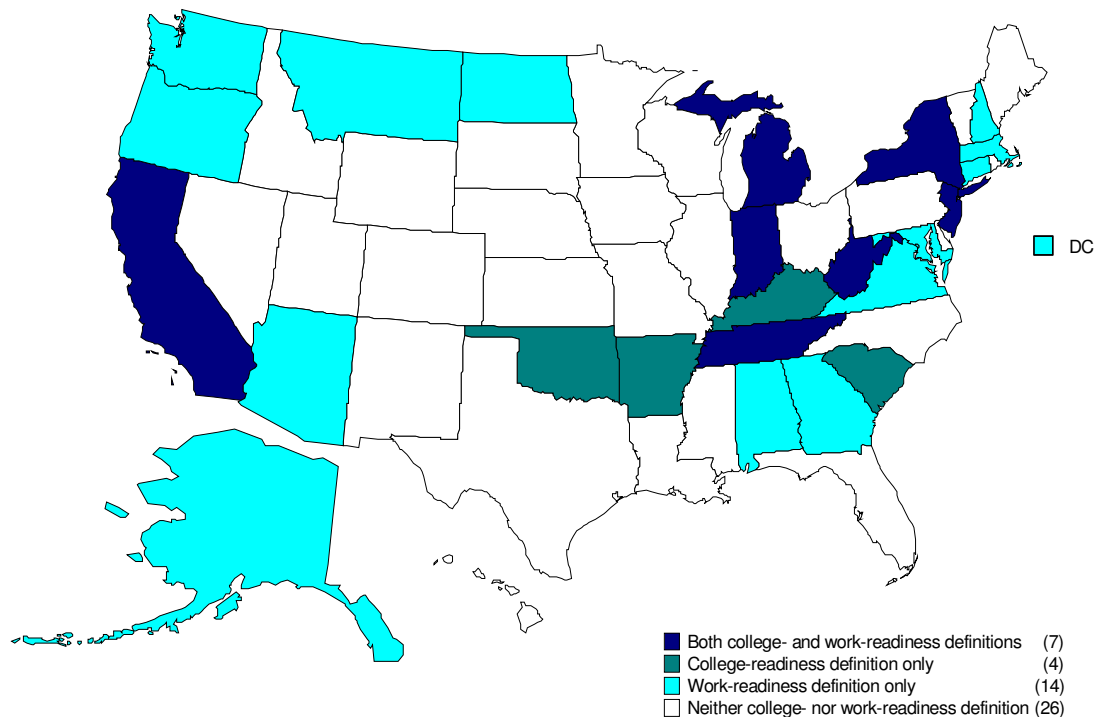 DC
Both college- and work-readiness definitions (7)
College-readiness definition only (4)
Work-readiness definition only (14)
Neither college- nor work-readiness definition (26)